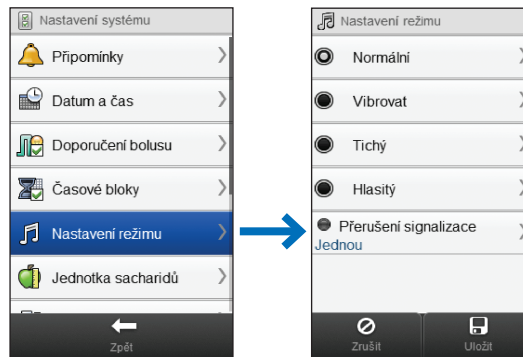 Nastavení systému
Připomínky
Datum a čas
Doporučení bolusu
Časové bloky
Nastavení režimu
Jednotka sacharidů
Zpět
Nastavení režimu
Normální
Vibrovat
Tichý
Hlasitý
Přerušení signalizace
Jednou
Zrušit
Uložit